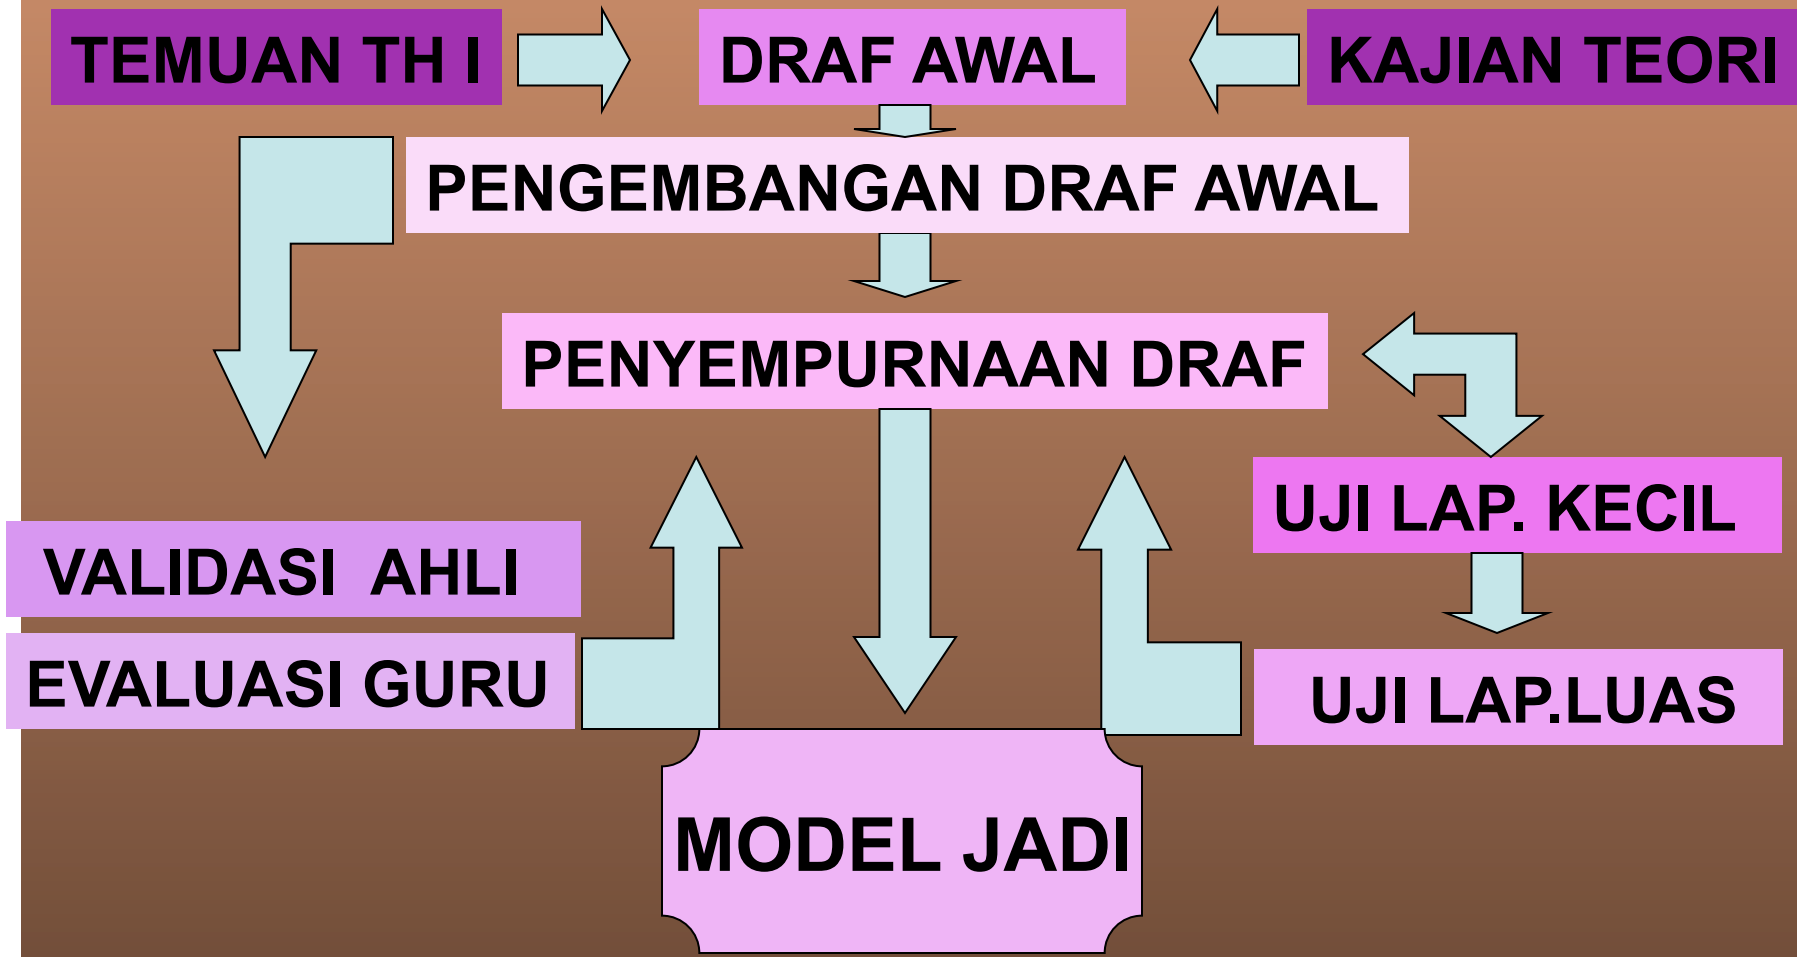 TEMUAN TH I
DRAF AWAL
KAJIAN TEORI
PENGEMBANGAN DRAF AWAL
PENYEMPURNAAN DRAF
UJI LAP. KECIL
VALIDASI AHLI
EVALUASI GURU
UJI LAP.LUAS
MODEL JADI